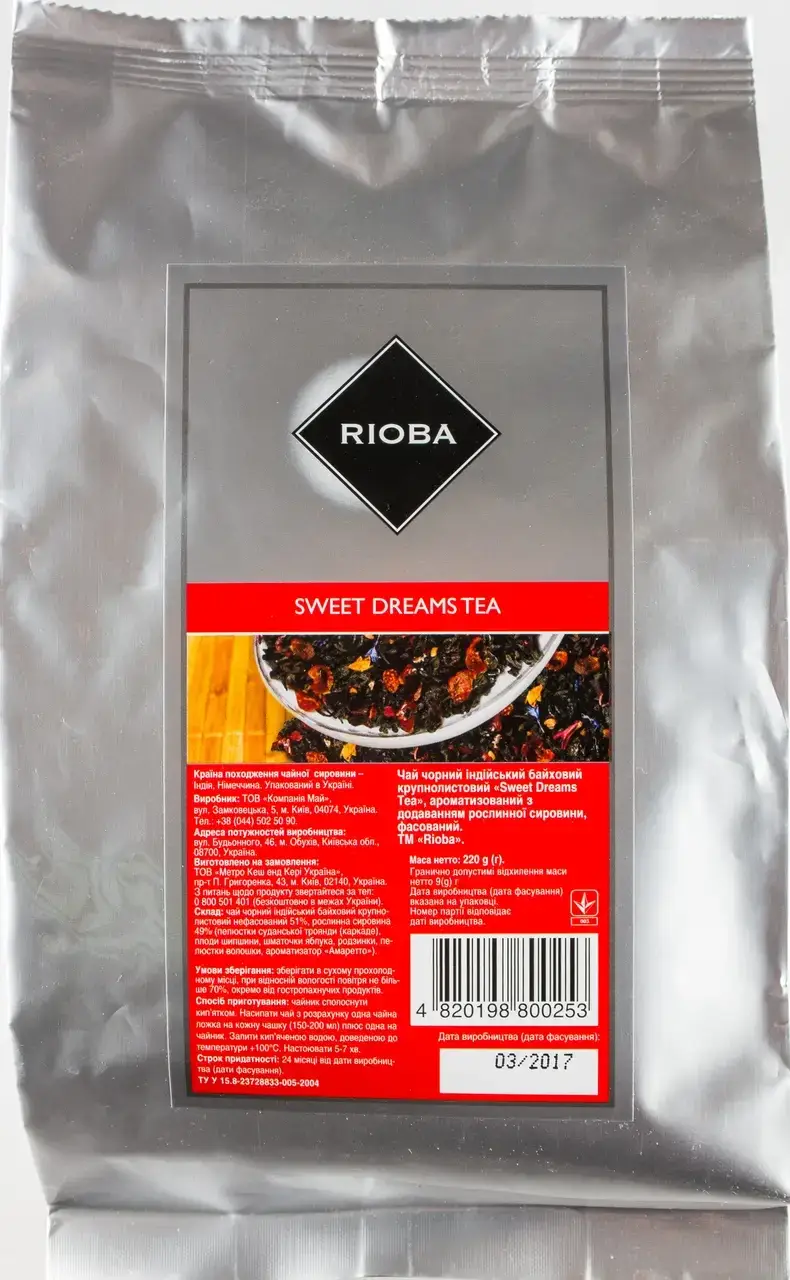 RIOBA
SWEET DREAMS TEA
Країна походження чайної сировини –
Індія, Німеччина. Упакований в Україні.
Виробник: ТОВ «Компанія Май»,
вул. Замковецька, 5, м. Київ, 04074, Україна.
Тел.: +38 (044) 502 50 90.
Адреса потужностей виробництва:
вул. Будьонного, 46, м. Обухів, Київська обл.,
08700, Україна.
Виготовлено на замовлення:
ТОВ «Метро Кеш енд Кері Україна»,
пр-т П. Григоренка, 43, м. Київ, 02140, Україна.
З питань щодо продукту звертайтеся за тел:
0 800 501 401 (безкоштовно в межах України).
Склад: чай чорний індійський байховий крупно-
листовий нефасований 51%, рослинна сировина
49% (пелюстки суданської троянди (каркаде),
плоди шипшини, шматочки яблука, родзинки, пе-
люстки волошки, ароматизатор «Амаретто»).
Умови зберігання: зберігати в сухому прохолод-
ному місці, при відносній вологості повітря не біль-
ше 70%, окремо від гостропахнучих продуктів.
Спосіб приготування: чайник сполоснути
кип'ятком. Насипати чай з розрахунку одна чайна
ложка на кожну чашку (150-200 мл) плюс одна на
чайник. Залити кип'яченою водою, доведеною до
температури +100°С. Настоювати 5-7 хв.
Строк придатності: 24 місяці від дати виробниц-
тва (дати фасування).
ТУ У 15.8-23728833-005-2004
Чай чорний індійський байховий
крупнолистовий «Sweet Dreams
Tea», ароматизований з
додаванням рослинної сировини,
фасований.
ТМ «Rioba».
Маса нетто: 220 g (г).
Гранично допустимі відхилення маси
нетто 9(g) г
Дата виробництва (дата фасування)
вказана на упаковці.
Номер партії відповідає
даті виробництва.
4 820198 800253
Дата виробництва (дата фасування):
03/2017